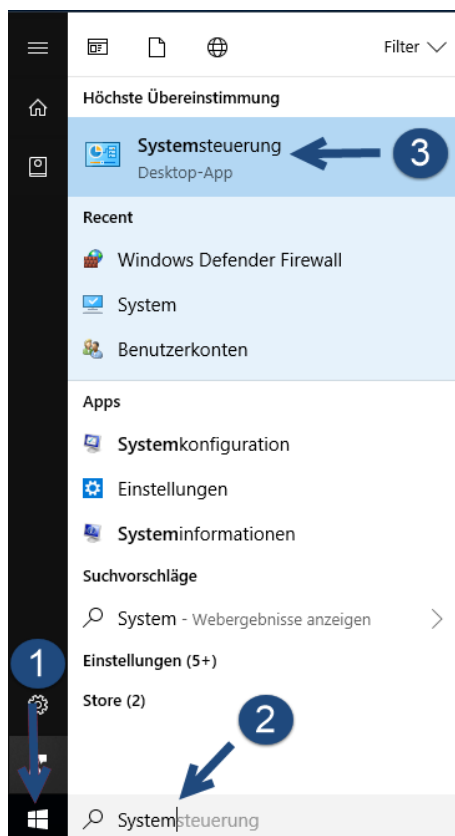 Filter
Höchste Übereinstimmung
Systemsteuerung
Desktop-App
3
Recent
Windows Defender Firewall
System
Benutzerkonten
Apps
Systemkonfiguration
Einstellungen
Systeminformationen
Suchvorschläge
System - Webergebnisse anzeigen
1
Einstellungen (5+)
Store (2)
2
Systemsteuerung